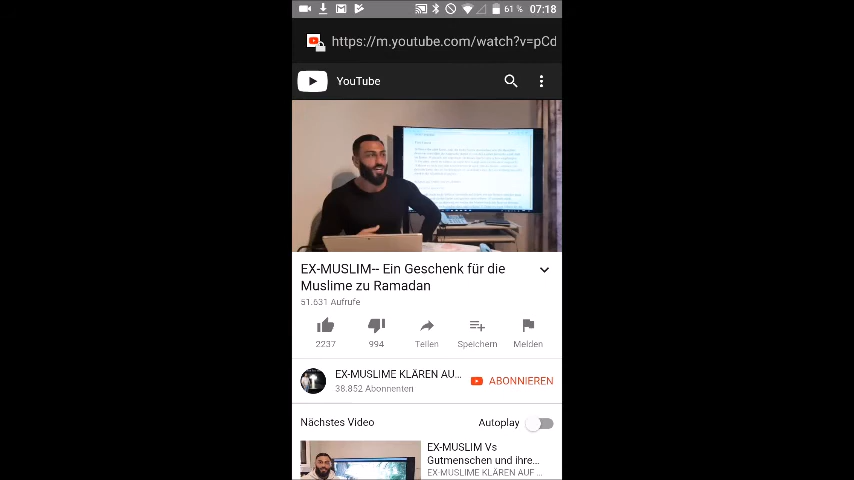 61 % 07:18
https://m.youtube.com/watch?v=pCd
YouTube
EX-MUSLIM-- Ein Geschenk für die
Muslime zu Ramadan
51.631 Aufrufe
2237 994 Teilen Speichern Melden
EX-MUSLIME KLÄREN AU...
ABONNIEREN
38.852 Abonnenten
Nächstes Video Autoplay
EX-MUSLIM Vs
Gutmenschen und ihre...
EX-MUSLIME KLÄREN AUF ...